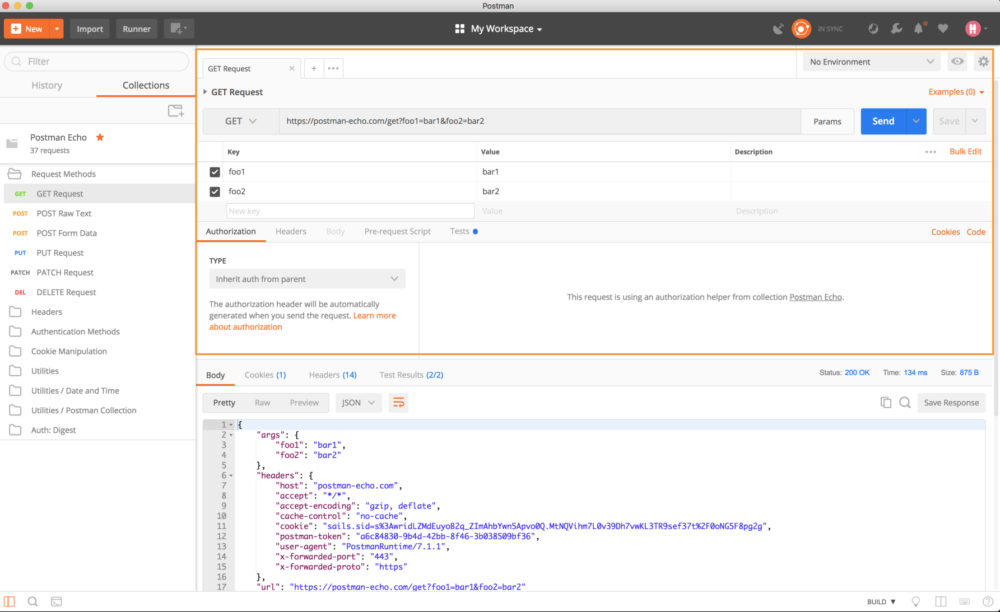 Postman
New Import Runner My Workspace IN SYNC
Filter
History Collections
Postman Echo
37 requests
Request Methods
GET GET Request
POST POST Raw Text
POST POST Form Data
PUT PUT Request
PATCH PATCH Request
DEL DELETE Request
Headers
Authentication Methods
Cookie Manipulation
Utilities
Utilities / Date and Time
Utilities / Postman Collection
Auth: Digest
GET Request × + ••• No Environment
GET Request Examples (0)
GET https://postman-echo.com/get?foo1=bar1&foo2=bar2 Params Send Save
Key Value Description ••• Bulk Edit
foo1 bar1
foo2 bar2
New key Value Description
Authorization Headers Body Pre-request Script Tests Cookies Code
TYPE
Inherit auth from parent
The authorization header will be automatically
generated when you send the request. Learn more
about authorization
This request is using an authorization helper from collection Postman Echo.
Body Cookies (1) Headers (14) Test Results (2/2) Status: 200 OK Time: 134 ms Size: 875 B
Pretty Raw Preview JSON Save Response
1 {
2 "args": {
3 "foo1": "bar1",
4 "foo2": "bar2"
5 },
6 "headers": {
7 "host": "postman-echo.com",
8 "accept": "*/*",
9 "accept-encoding": "gzip, deflate",
10 "cache-control": "no-cache",
11 "cookie": "sails.sid=s%3AwridLZMdEuyoB2q_ZImAhbYwn5Apvo0Q.MtNQVihm7L0v39Dh7vwKL3TR9sef37t%2F0oNG5F8pg2g",
12 "postman-token": "a6c84830-9b4d-42bb-8f46-3b038509bf36",
13 "user-agent": "PostmanRuntime/7.1.1",
14 "x-forwarded-port": "443",
15 "x-forwarded-proto": "https"
16 },
17 "url": "https://postman-echo.com/get?foo1=bar1&foo2=bar2"
BUILD